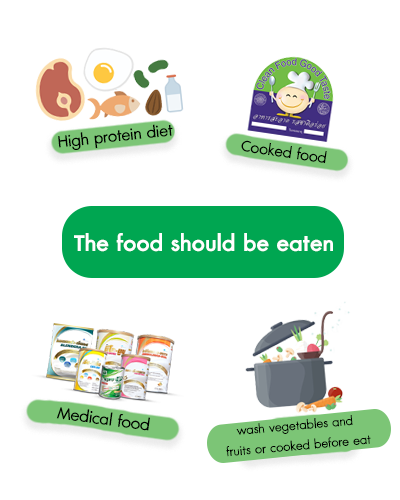 High protein diet
Clean Food Good Taste
Cooked food
The food should be eaten
Medical food
wash vegetables and
fruits or cooked before eat